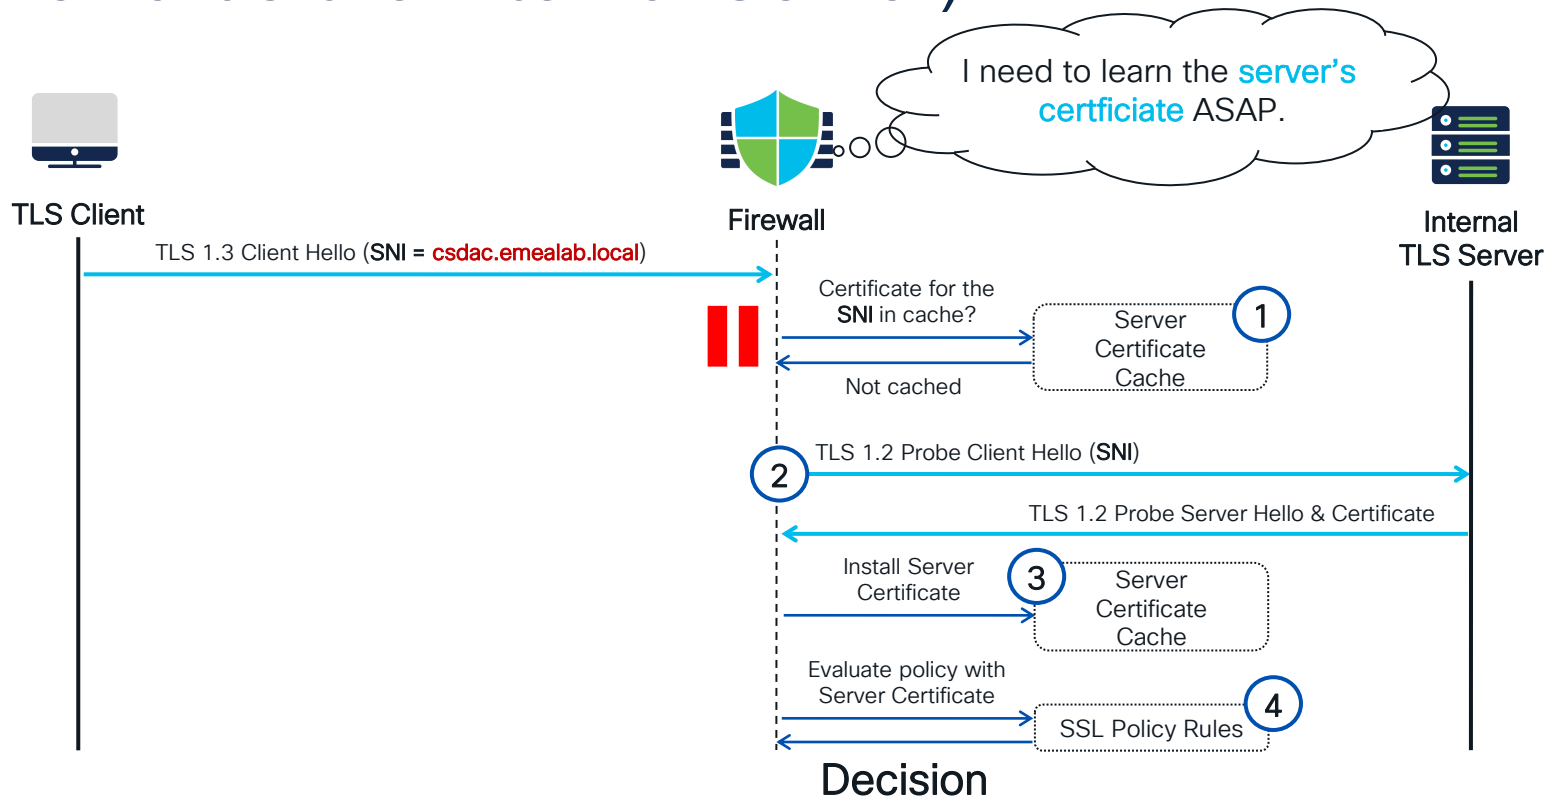 I need to learn the server's
certficiate ASAP.
TLS Client
Firewall
Internal
TLS Server
TLS 1.3 Client Hello (SNI = csdac.emealab.local)
Certificate for the
SNI in cache?
Server
Certificate
Cache
1
Not cached
2
TLS 1.2 Probe Client Hello (SNI)
TLS 1.2 Probe Server Hello & Certificate
Install Server
Certificate
3
Server
Certificate
Cache
Evaluate policy with
Server Certificate
4
SSL Policy Rules
Decision